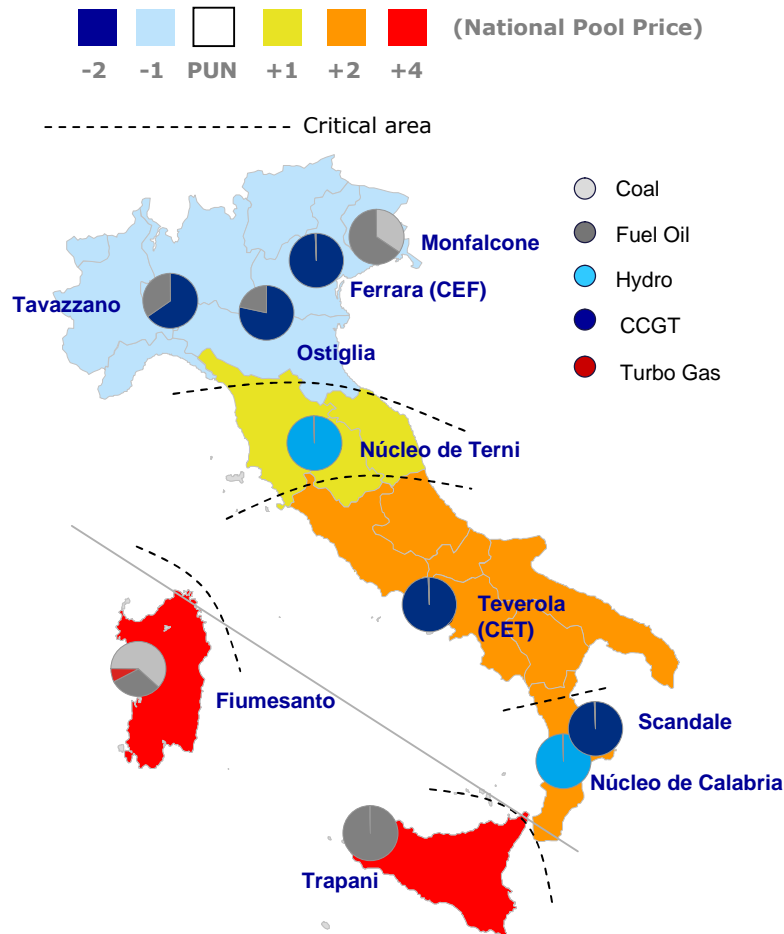 (National Pool Price)
-2 -1 PUN +1 +2 +4
Critical area
Coal
Fuel Oil
Hydro
CCGT
Turbo Gas
Monfalcone
Ferrara (CEF)
Tavazzano
Ostiglia
Núcleo de Terni
Teverola
(CET)
Fiumesanto
Scandale
Núcleo de Calabria
Trapani